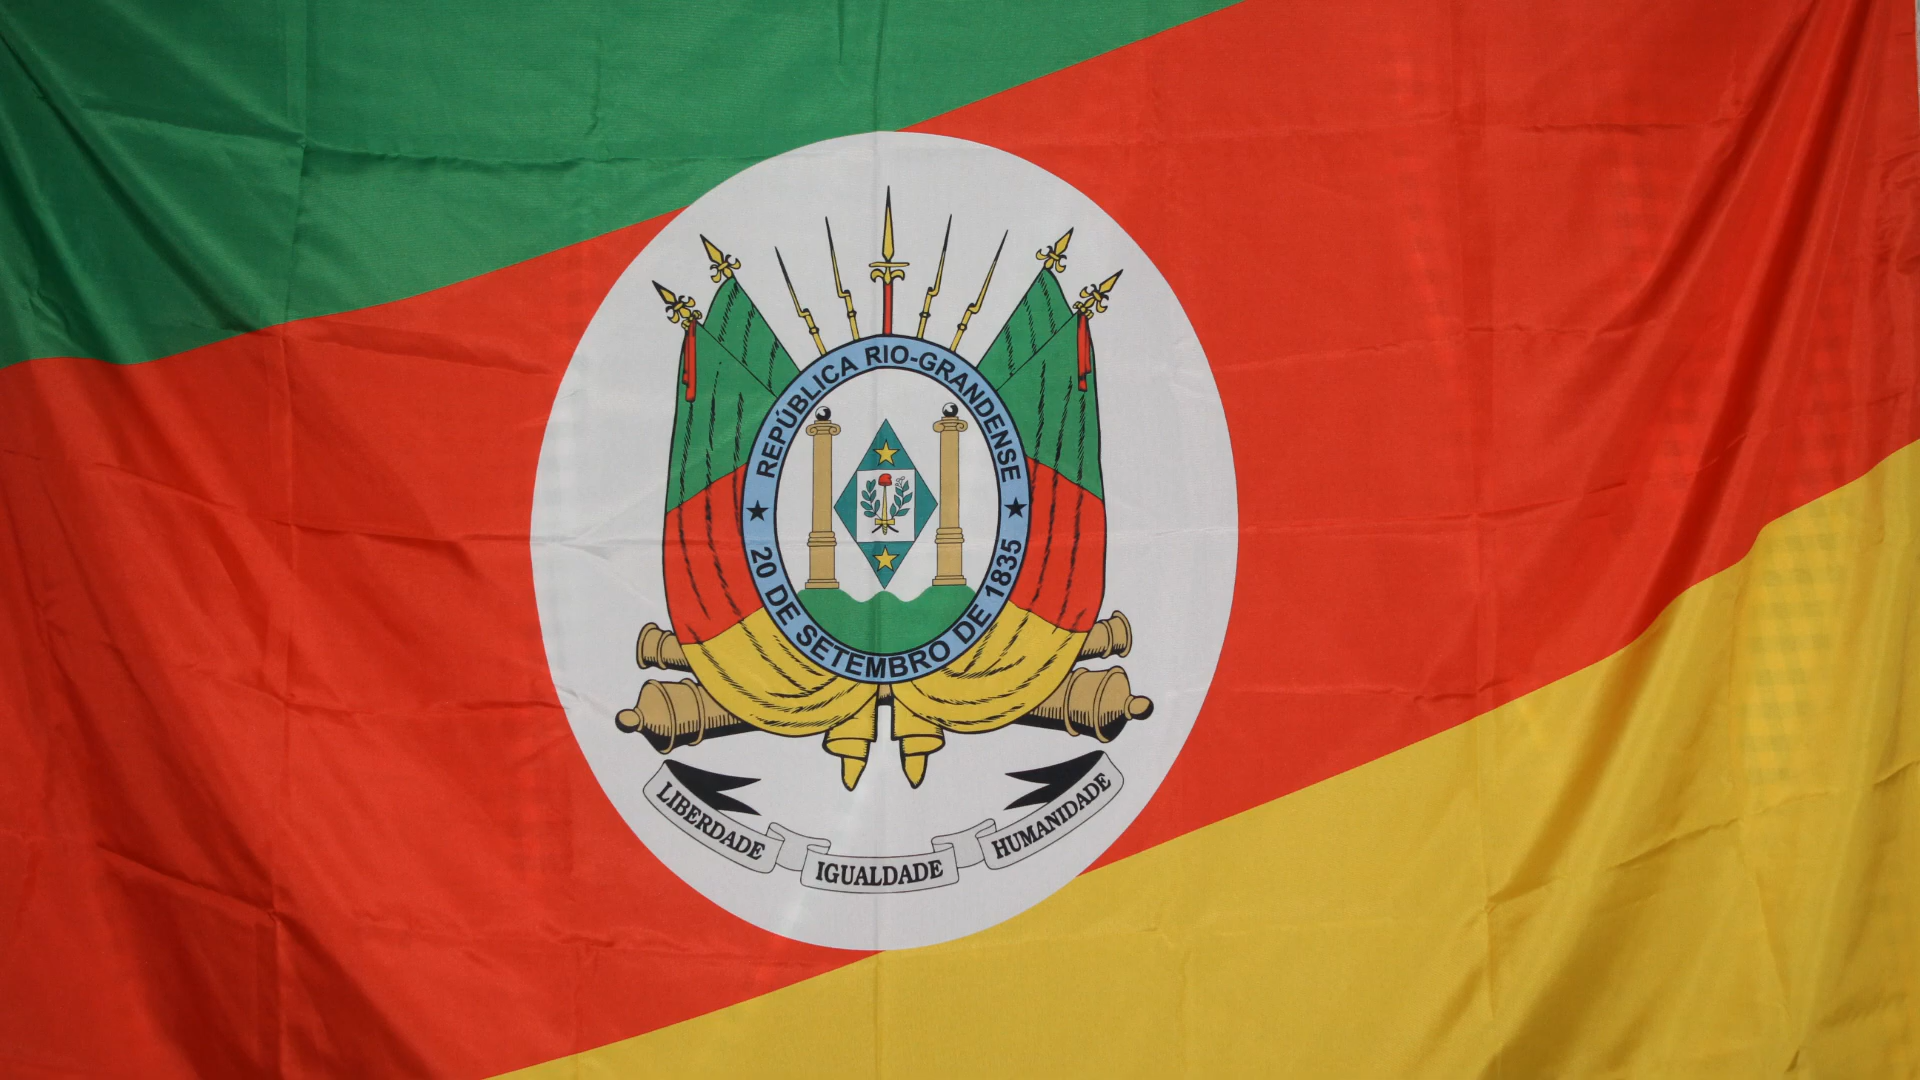 REPÚBLICA RIO-GRANDENSE
20 DE SETEMBRO DE 1835
LIBERDADE
IGUALDADE
HUMANIDADE